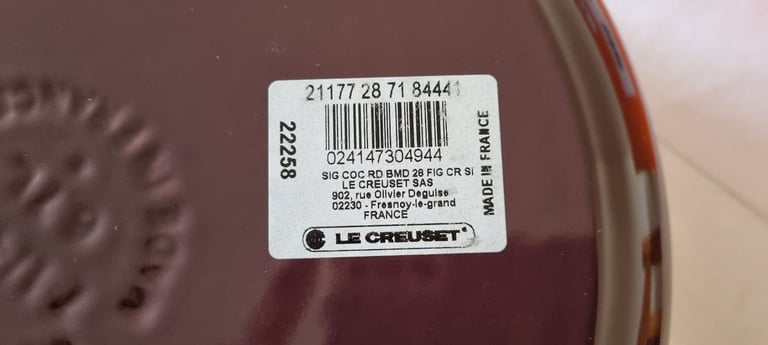 21177 28 71 8444
024147304944
SIG COC RD BMD 28 FIG CR SI
LE CREUSET SAS
902, rue Olivier Deguise
02230 - Fresnoy-le-grand
FRANCE
LE CREUSET
22258
MADE IN FRANCE